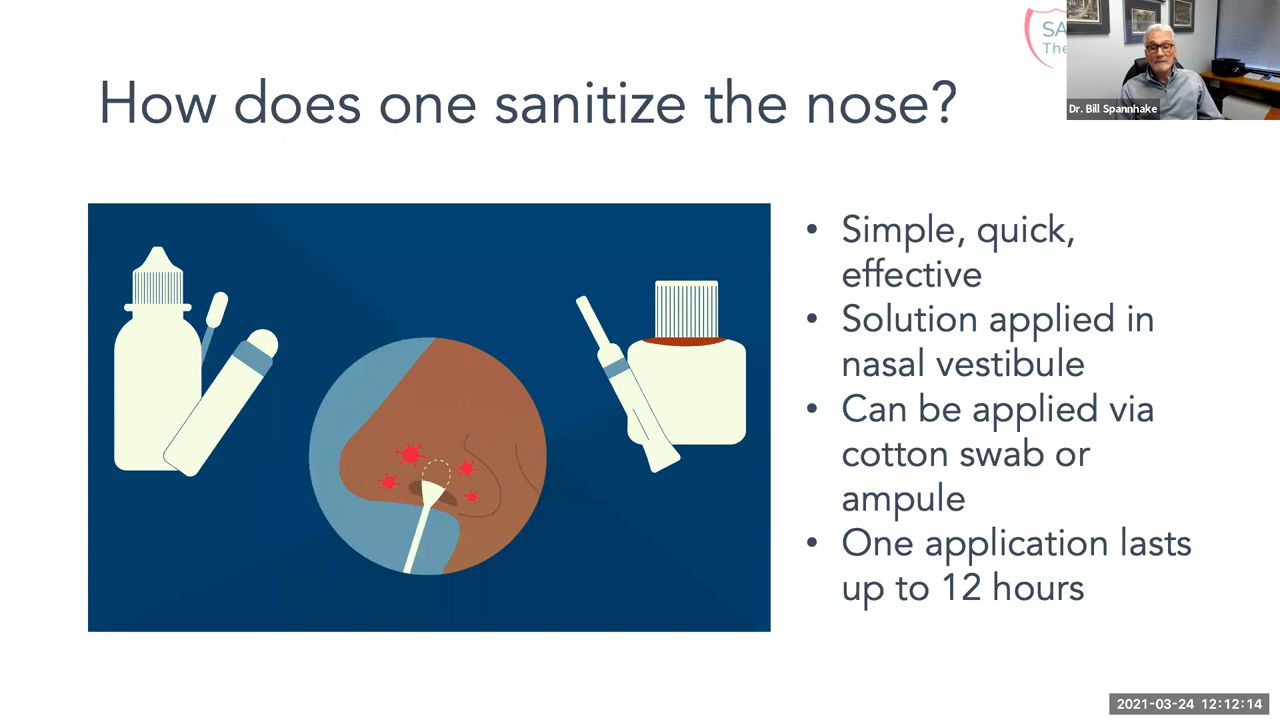 SA
The
Dr. Bill Spannhake
How does one sanitize the nose?
• Simple, quick,
effective
• Solution applied in
nasal vestibule
• Can be applied via
cotton swab or
ampule
• One application lasts
up to 12 hours
2021-03-24 12:12:14